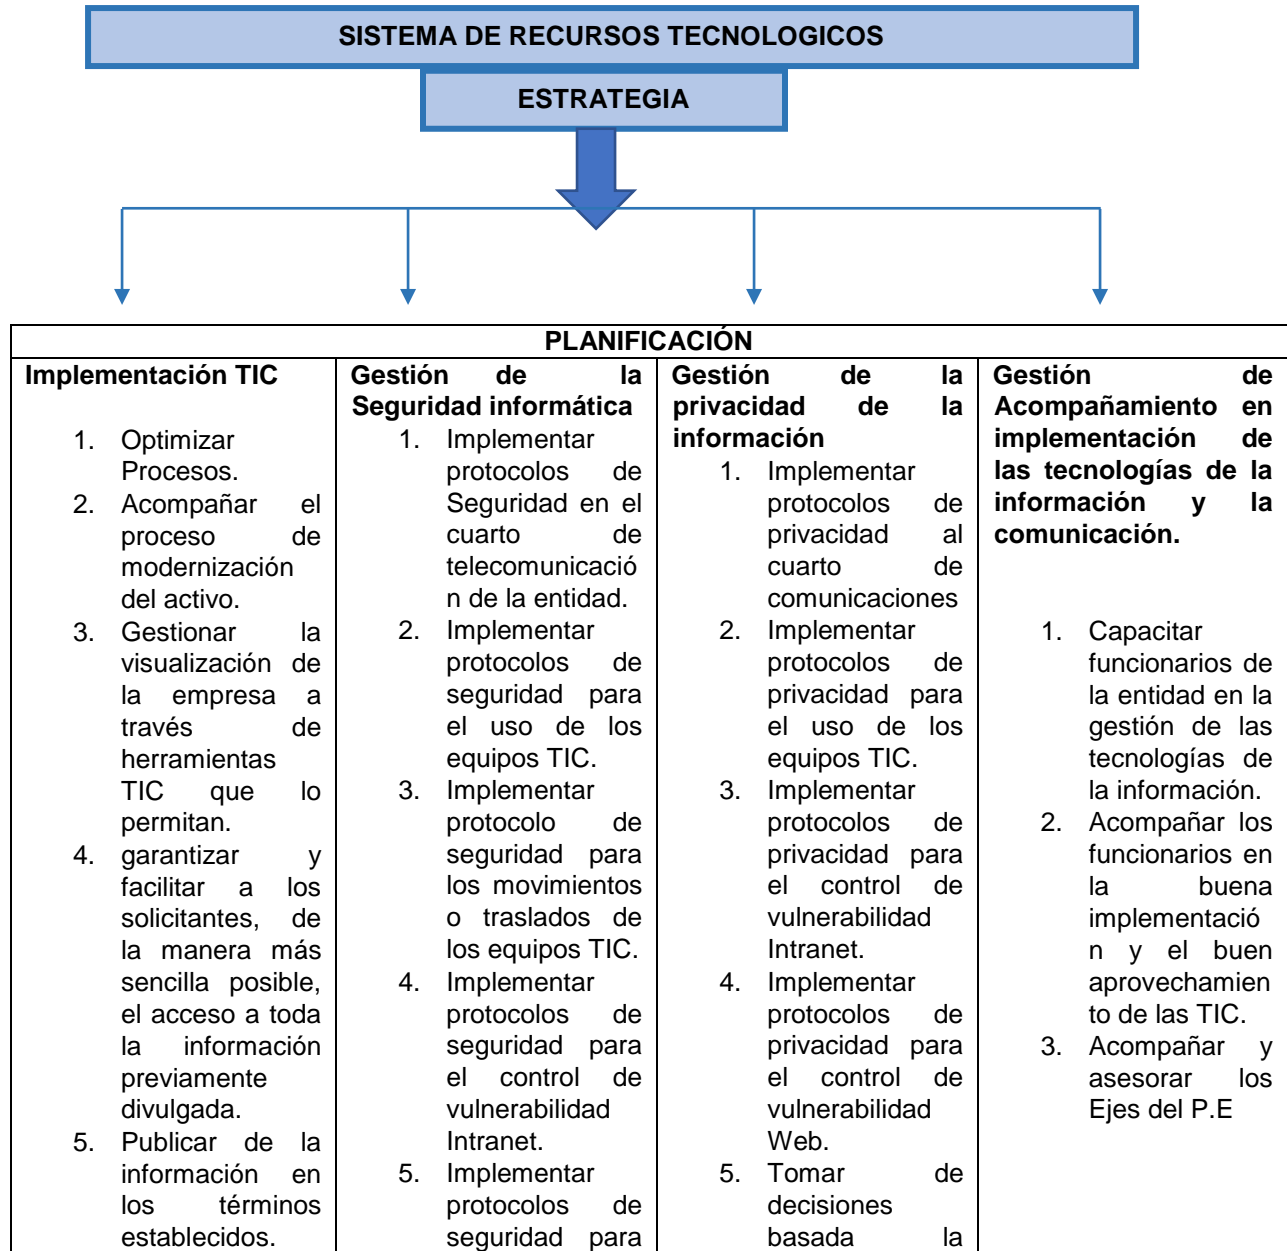 SISTEMA DE RECURSOS TECNOLOGICOS
ESTRATEGIA
PLANIFICACIÓN
Implementación TIC
1. Optimizar
Procesos.
2. Acompañar el
proceso de
modernización
del activo.
3. Gestionar la
visualización de
la empresa a
través de
herramientas
TIC que lo
permitan.
4. garantizar y
facilitar a los
solicitantes, de
la manera más
sencilla posible,
el acceso a toda
la información
previamente
divulgada.
5. Publicar de la
información en
los términos
establecidos.
Gestión de la
Seguridad informática
1. Implementar
protocolos de
Seguridad en el
cuarto de
telecomunicació
n de la entidad.
2. Implementar
protocolos de
seguridad para
el uso de los
equipos TIC.
3. Implementar
protocolo de
seguridad para
los movimientos
o traslados de
los equipos TIC.
4. Implementar
protocolos de
seguridad para
el control de
vulnerabilidad
Intranet.
5. Implementar
protocolos de
seguridad para
Gestión de la
privacidad de la
información
1. Implementar
protocolos de
privacidad al
cuarto de
comunicaciones
2. Implementar
protocolos de
privacidad para
el uso de los
equipos TIC.
3. Implementar
protocolos de
privacidad para
el control de
vulnerabilidad
Intranet.
4. Implementar
protocolos de
privacidad para
el control de
vulnerabilidad
Web.
5. Tomar de
decisiones
basada la
Gestión de
Acompañamiento en
implementación de
las tecnologías de la
información y la
comunicación.
1. Capacitar
funcionarios de
la entidad en la
gestión de las
tecnologías de
la información.
2. Acompañar los
funcionarios en
la buena
implementació
n y el buen
aprovechamien
to de las TIC.
3. Acompañar y
asesorar los
Ejes del P.E